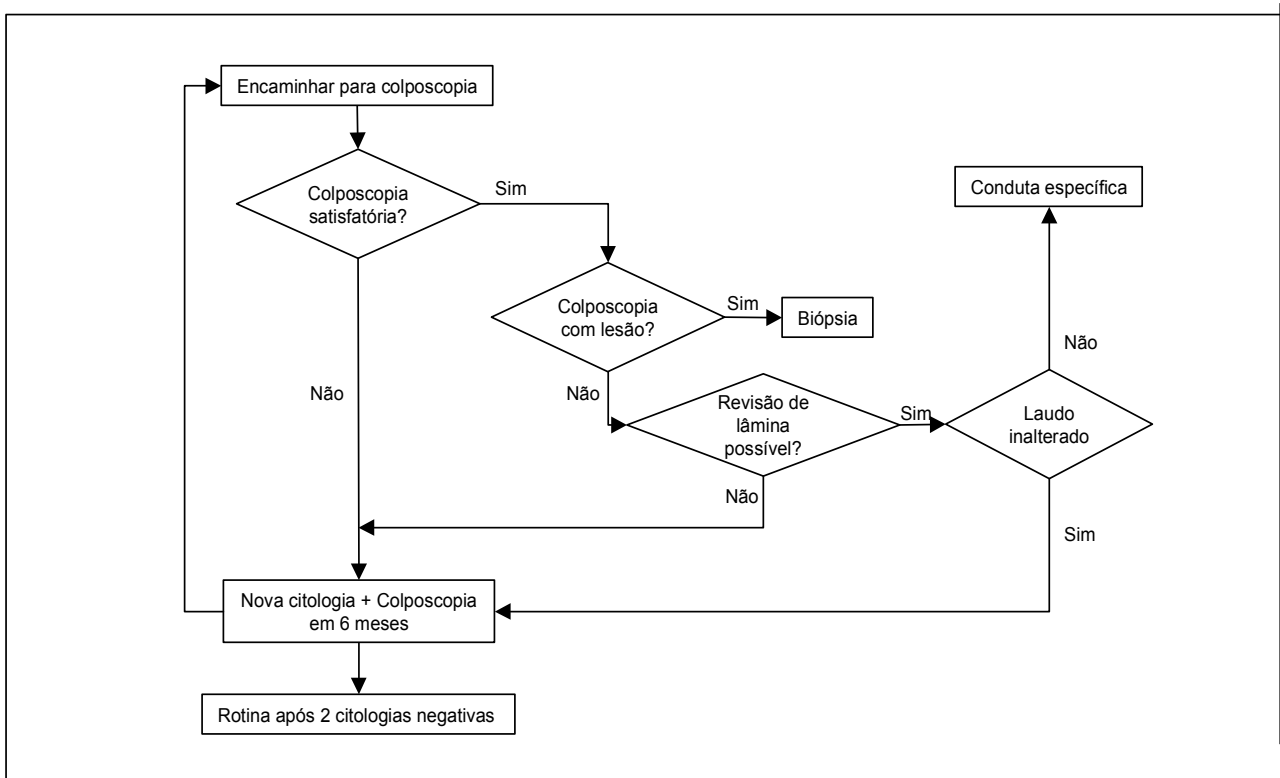 Encaminhar para colposcopia
Colposcopia
satisfatória?
Sim
Conduta específica
Colposcopia
com lesão?
Sim
Biópsia
Não
Não
Não
Revisão de
lâmina
possível?
Sim
Laudo
inalterado
Não
Sim
Nova citologia + Colposcopia
em 6 meses
Rotina após 2 citologias negativas